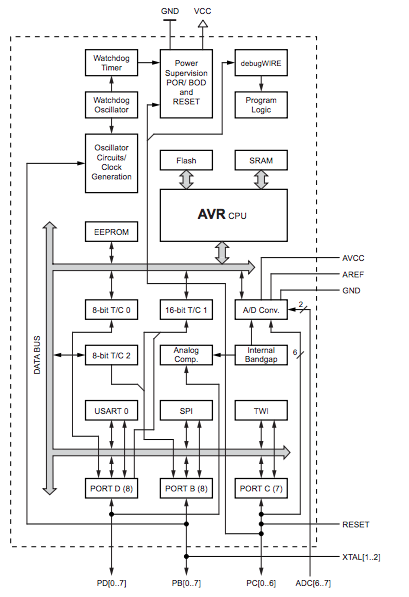 GND
VCC
Watchdog
Timer
Power
Supervision
POR/ BOD
and
RESET
debugWIRE
Watchdog
Oscillator
Program
Logic
Oscillator
Circuits/
Clock
Generation
Flash
SRAM
AVR CPU
EEPROM
AVCC
AREF
GND
8-bit T/C 0
16-bit T/C 1
A/D Conv.
2
DATA BUS
8-bit T/C 2
Analog
Comp.
Internal
Bandgap
6
USART 0
SPI
TWI
PORT D (8)
PORT B (8)
PORT C (7)
RESET
XTAL[1..2]
PD[0..7]
PB[0..7]
PC[0..6]
ADC[6..7]